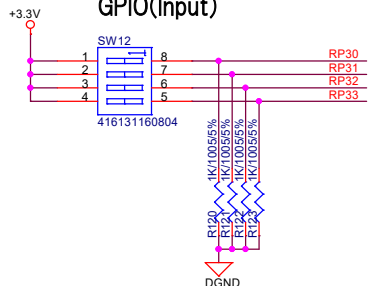 GPIO(Input)
+3.3V
SW12
1 8 RP30
2 7 RP31
3 6 RP32
4 5 RP33
416131160804
1K/1005/5%
1K/1005/5%
1K/1005/5%
1K/1005/5%
R120
R121
R122
R123
DGND